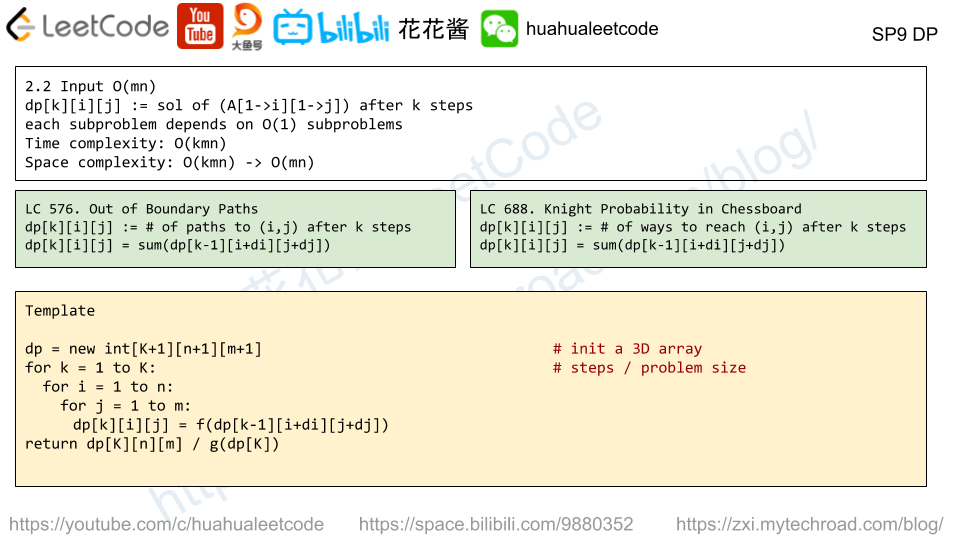 LeetCode You Tube 大鱼号 bilibili 花花酱 huahualeetcode
SP9 DP
2.2 Input O(mn)
dp[k][i][j] := sol of (A[1->i][1->j]) after k steps
each subproblem depends on O(1) subproblems
Time complexity: O(kmn)
Space complexity: O(kmn) -> O(mn)
LC 576. Out of Boundary Paths
dp[k][i][j] := # of paths to (i,j) after k steps
dp[k][i][j] = sum(dp[k-1][i+di][j+dj])
LC 688. Knight Probability in Chessboard
dp[k][i][j] := # of ways to reach (i,j) after k steps
dp[k][i][j] = sum(dp[k-1][i+di][j+dj])
Template
dp = new int[K+1][n+1][m+1] # init a 3D array
for k = 1 to K: # steps / problem size
for i = 1 to n:
for j = 1 to m:
dp[k][i][j] = f(dp[k-1][i+di][j+dj])
return dp[K][n][m] / g(dp[K])
https://youtube.com/c/huahualeetcode https://space.bilibili.com/9880352 https://zxi.mytechroad.com/blog/